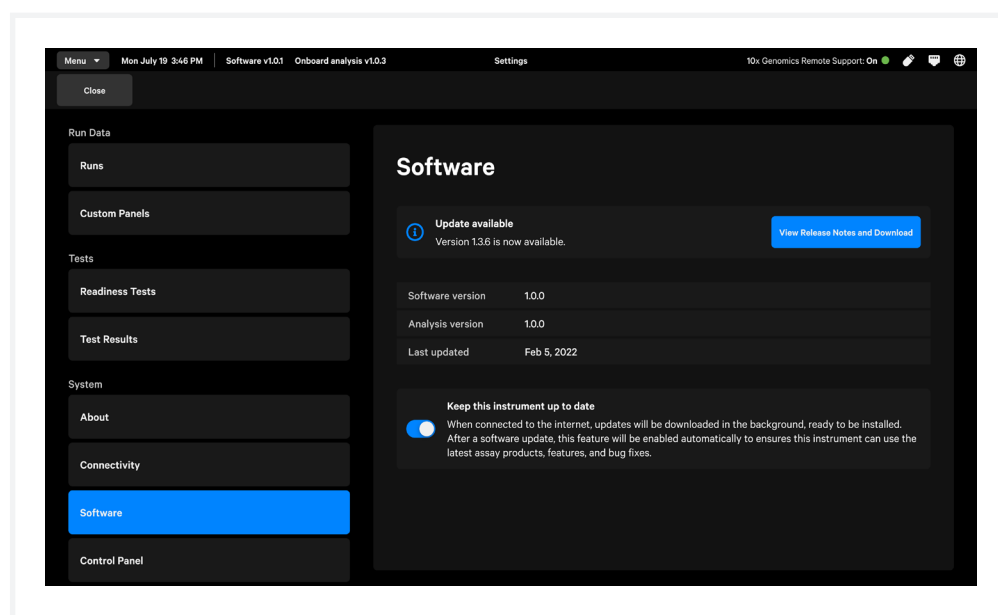 Menu Mon July 19 3:46 PM Software v1.0.1 Onboard analysis v1.0.3 Settings 10x Genomics Remote Support: On
Close
Run Data
Runs
Custom Panels
Tests
Readiness Tests
Test Results
System
About
Connectivity
Software
Control Panel
Software
Update available
Version 1.3.6 is now available.
View Release Notes and Download
Software version 1.0.0
Analysis version 1.0.0
Last updated Feb 5, 2022
Keep this instrument up to date
When connected to the internet, updates will be downloaded in the background, ready to be installed.
After a software update, this feature will be enabled automatically to ensures this instrument can use the
latest assay products, features, and bug fixes.